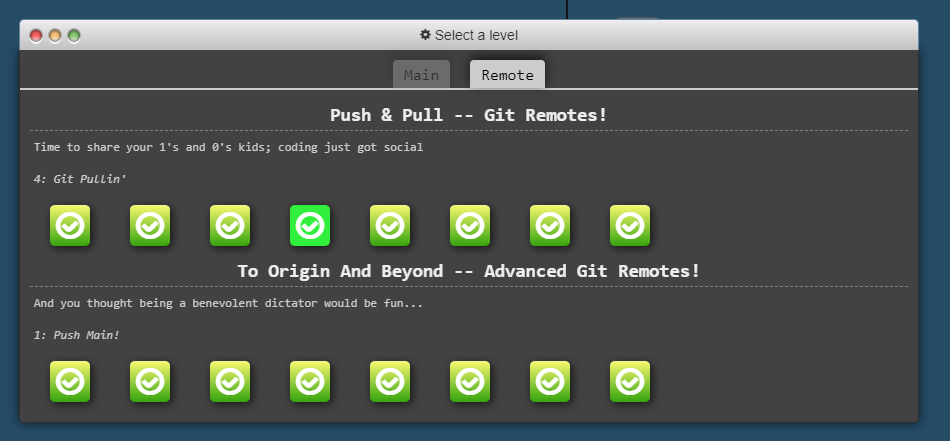 Select a level
Main Remote
Push & Pull -- Git Remotes!
Time to share your 1's and 0's kids; coding just got social
4: Git Pullin'
To Origin And Beyond -- Advanced Git Remotes!
And you thought being a benevolent dictator would be fun...
1: Push Main!